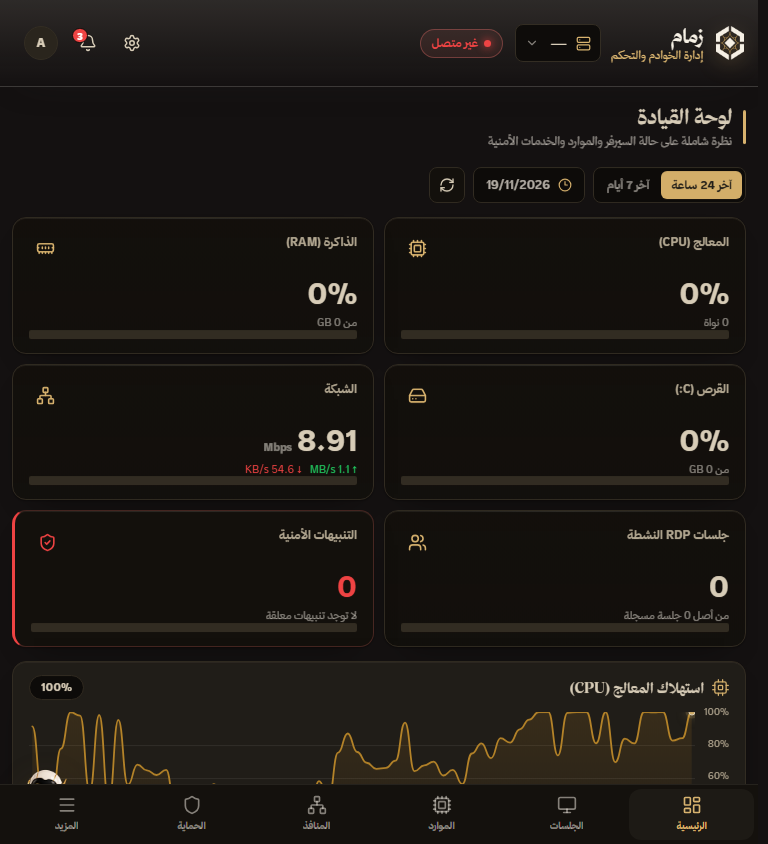 زمام
إدارة الخوادم والتحكم
—
غير متصل
3
A
لوحة القيادة
نظرة شاملة على حالة السيرفر والموارد والخدمات الأمنية
آخر 24 ساعة
آخر 7 أيام
19/11/2026
المعالج (CPU)
0%
0 نواة
الذاكرة (RAM)
0%
من 0 GB
القرص (C:)
0%
من 0 GB
الشبكة
8.91 Mbps
↑ 1.1 MB/s ↓ 54.6 KB/s
جلسات RDP النشطة
0
من أصل 0 جلسة مسجلة
التنبيهات الأمنية
0
لا توجد تنبيهات معلقة
استهلاك المعالج (CPU)
100%
100%
80%
60%
الرئيسية
الجلسات
الموارد
المنافذ
الحماية
المزيد